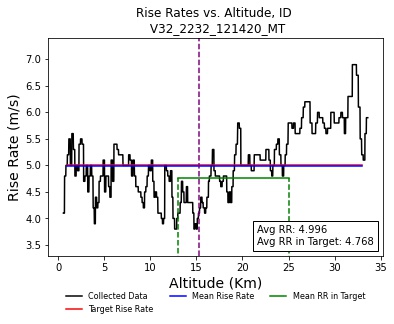 Rise Rates vs. Altitude, ID
V32_2232_121420_MT
Rise Rate (m/s)
7.0
6.5
6.0
5.5
5.0
4.5
4.0
3.5
Avg RR: 4.996
Avg RR in Target: 4.768
0 5 10 15 20 25 30 35
Altitude (Km)
Collected Data Mean Rise Rate Mean RR in Target
Target Rise Rate